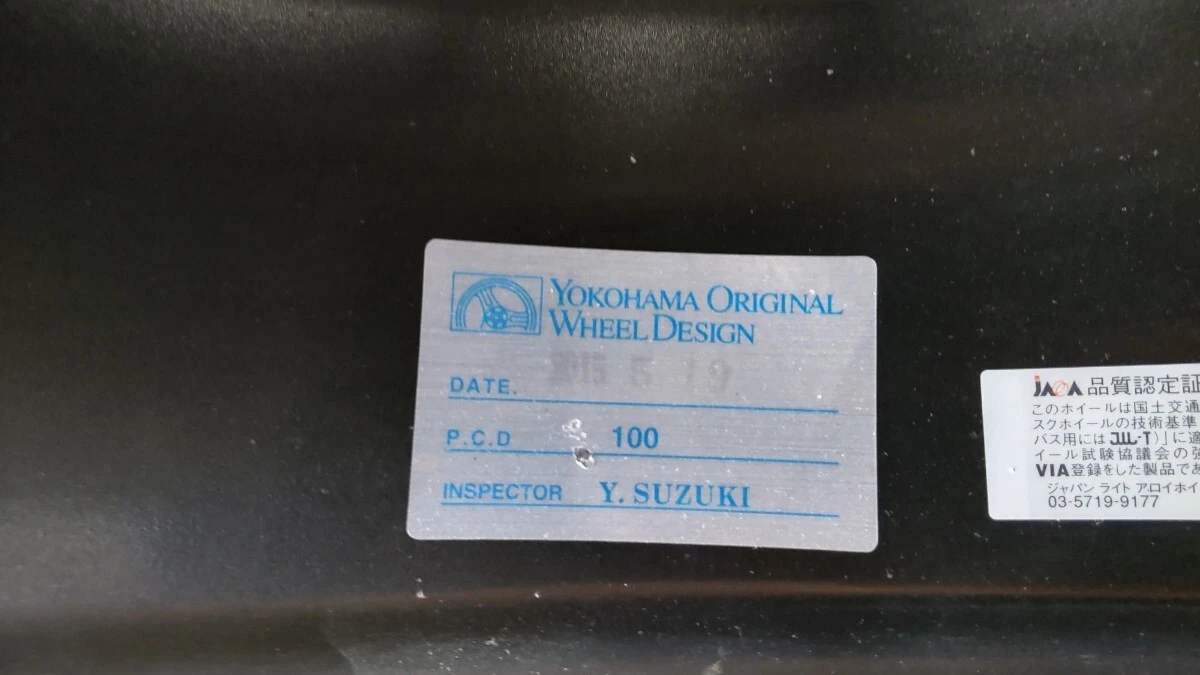 YOKOHAMA ORIGINAL
WHEEL DESIGN
DATE. 2015 5 19
P.C.D 100
INSPECTOR Y. SUZUKI
JAWA 品質認定証
このホイールは国土交通
スクホイールの技術基準
バス用には JWL-T)」に適
イール試験協議会の強
VIA登録をした製品であ
ジャパン ライト アロイホイ
03-5719-9177